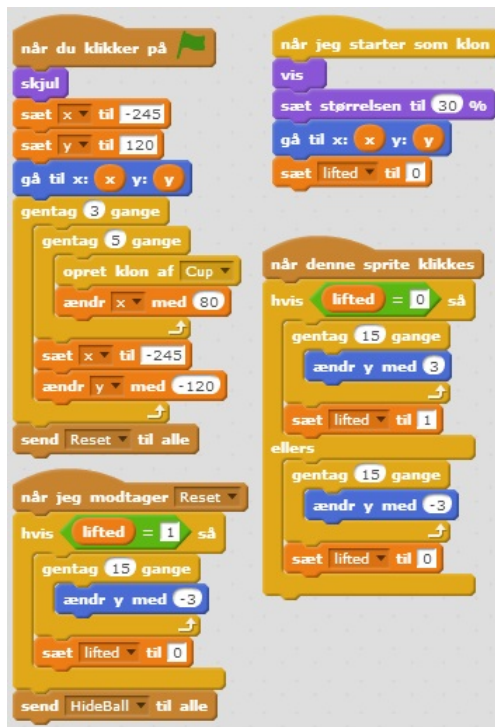 når du klikker på
skjul
sæt x til -245
sæt y til 120
gå til x: x y: y
gentag 3 gange
gentag 5 gange
opret klon af Cup
ændr x med 80
sæt x til -245
ændr y med -120
send Reset til alle
når jeg modtager Reset
hvis lifted = 1 så
gentag 15 gange
ændr y med -3
sæt lifted til 0
send HideBall til alle
når jeg starter som klon
vis
sæt størrelsen til 30 %
gå til x: x y: y
sæt lifted til 0
når denne sprite klikkes
hvis lifted = 0 så
gentag 15 gange
ændr y med 3
sæt lifted til 1
ellers
gentag 15 gange
ændr y med -3
sæt lifted til 0